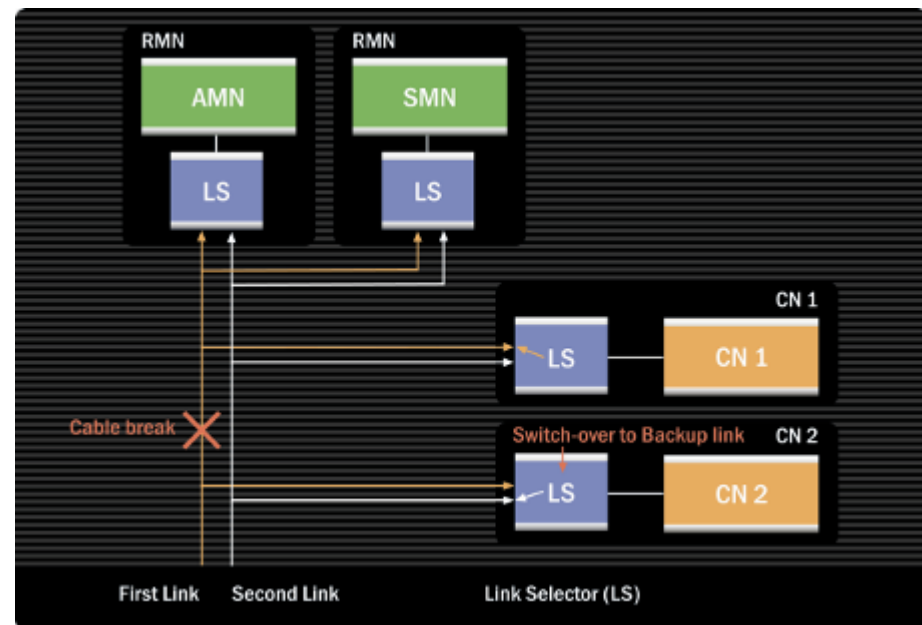 RMN
RMN
AMN
SMN
LS
LS
CN 1
LS
CN 1
Cable break
Switch-over to Backup link
CN 2
LS
CN 2
First Link
Second Link
Link Selector (LS)